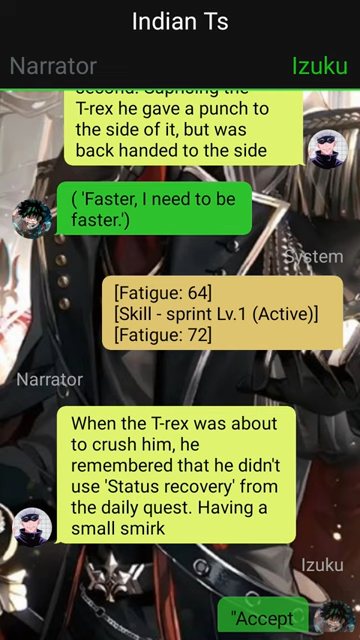 Indian Ts
Narrator
Izuku
second. Suprising the
T-rex he gave a punch to
the side of it, but was
back handed to the side
( 'Faster, I need to be
faster.')
System
[Fatigue: 64]
[Skill - sprint Lv.1 (Active)]
[Fatigue: 72]
Narrator
When the T-rex was about
to crush him, he
remembered that he didn't
use 'Status recovery' from
the daily quest. Having a
small smirk
Izuku
"Accept